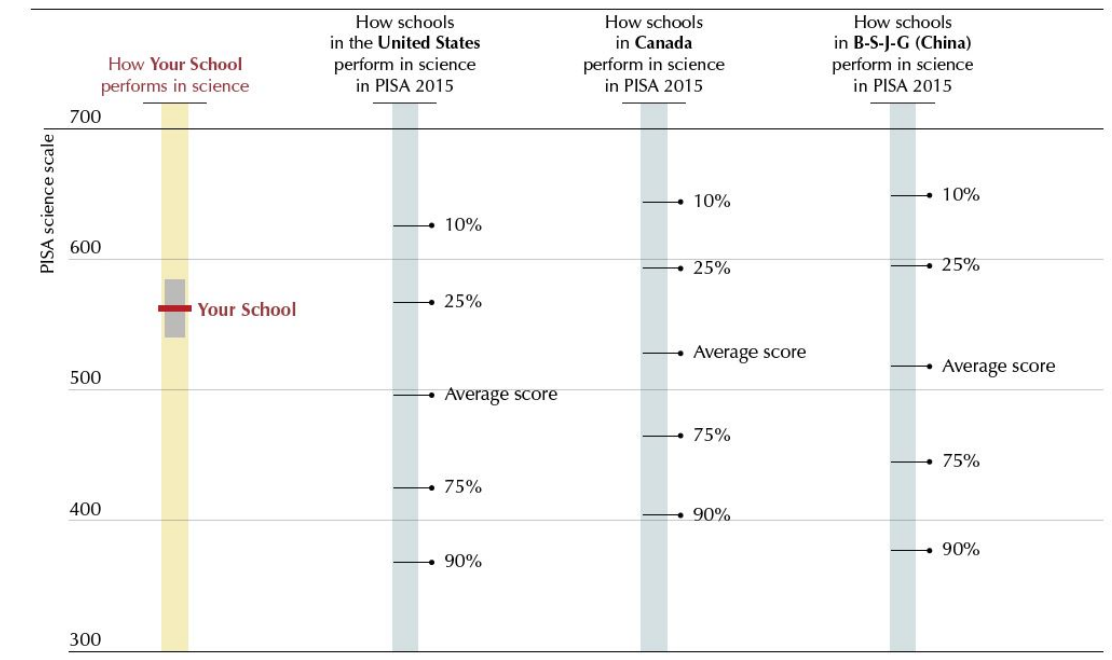 How Your School
performs in science
How schools
in the United States
perform in science
in PISA 2015
How schools
in Canada
perform in science
in PISA 2015
How schools
in B-S-J-G (China)
perform in science
in PISA 2015
PISA science scale
700
600
500
400
300
Your School
10%
25%
Average score
75%
90%
10%
25%
Average score
75%
90%
10%
25%
Average score
75%
90%